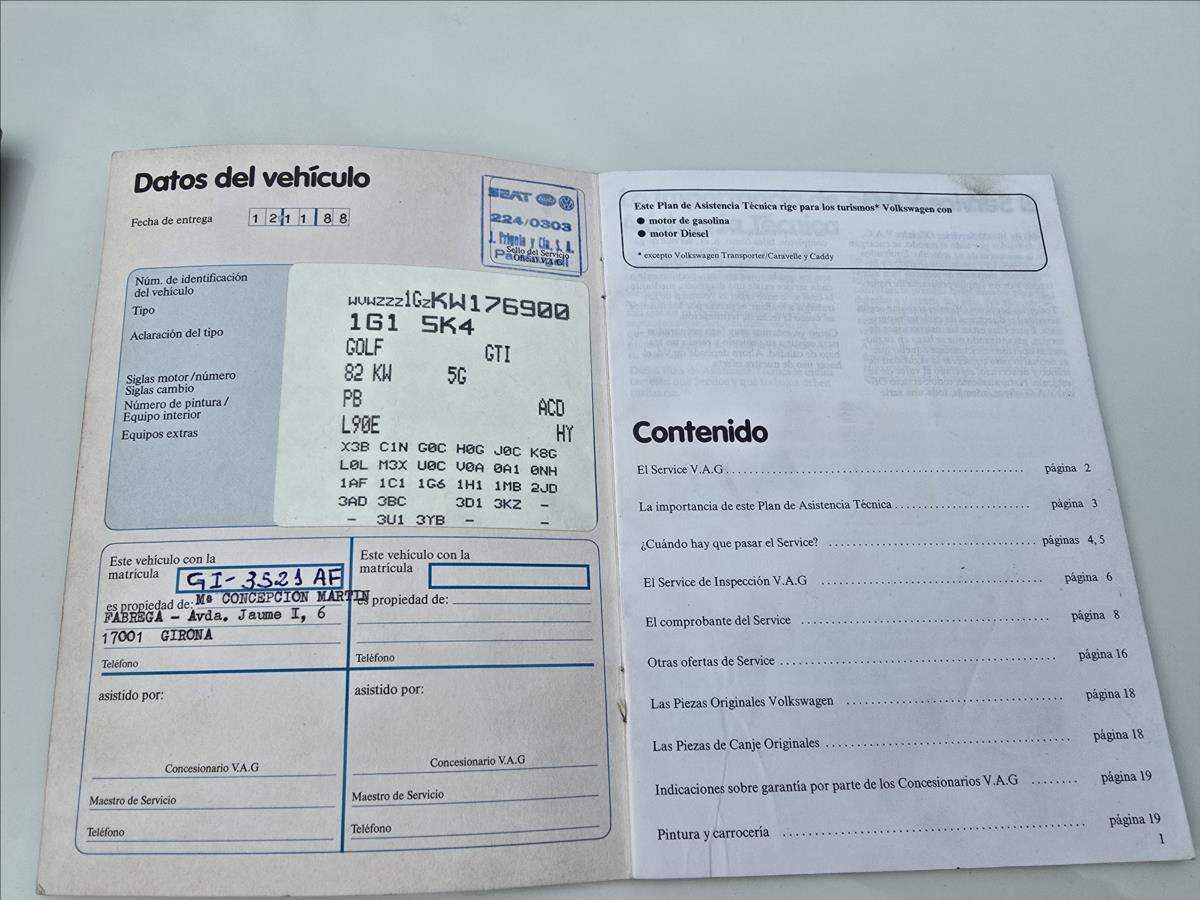 Datos del vehículo
Fecha de entrega 12 11 88
SEAT
224/0303
J. Prigola y Cía, S. A.
Sello del Servicio
Oficial V.A.G
Núm. de identificación
del vehículo
Tipo
Aclaración del tipo
Siglas motor/número
Siglas cambio
Número de pintura/
Equipo interior
Equipos extras
WVWZZZ1GZKW176900
1G1 5K4
GOLF GTI
82 KW 5G
PB ACD
L90E HY
X3B C1N G0C H0G J0C K8G
L0L M3X U0C V0A 0A1 0NH
1AF 1C1 1G6 1H1 1MB 2JD
3AD 3BC 3D1 3KZ -
- 3U1 3YB - -
Este vehículo con la
matrícula GI-3521 AF
es propiedad de: Mª CONCEPCIÓN MARTIN
FABREGA - Avda. Jaume I, 6
17001 GIRONA
Teléfono
asistido por:
Concesionario V.A.G
Maestro de Servicio
Teléfono
Este vehículo con la
matrícula
es propiedad de:
Teléfono
asistido por:
Concesionario V.A.G
Maestro de Servicio
Teléfono
Este Plan de Asistencia Técnica rige para los turismos* Volkswagen con
● motor de gasolina
● motor Diesel
* excepto Volkswagen Transporter/Caravelle y Caddy
Contenido
El Service V.A.G. página 2
La importancia de este Plan de Asistencia Técnica página 3
¿Cuándo hay que pasar el Service? páginas 4, 5
El Service de Inspección V.A.G página 6
El comprobante del Service página 8
Otras ofertas de Service página 16
Las Piezas Originales Volkswagen página 18
Las Piezas de Canje Originales página 18
Indicaciones sobre garantía por parte de los Concesionarios V.A.G página 19
Pintura y carrocería página 19
1